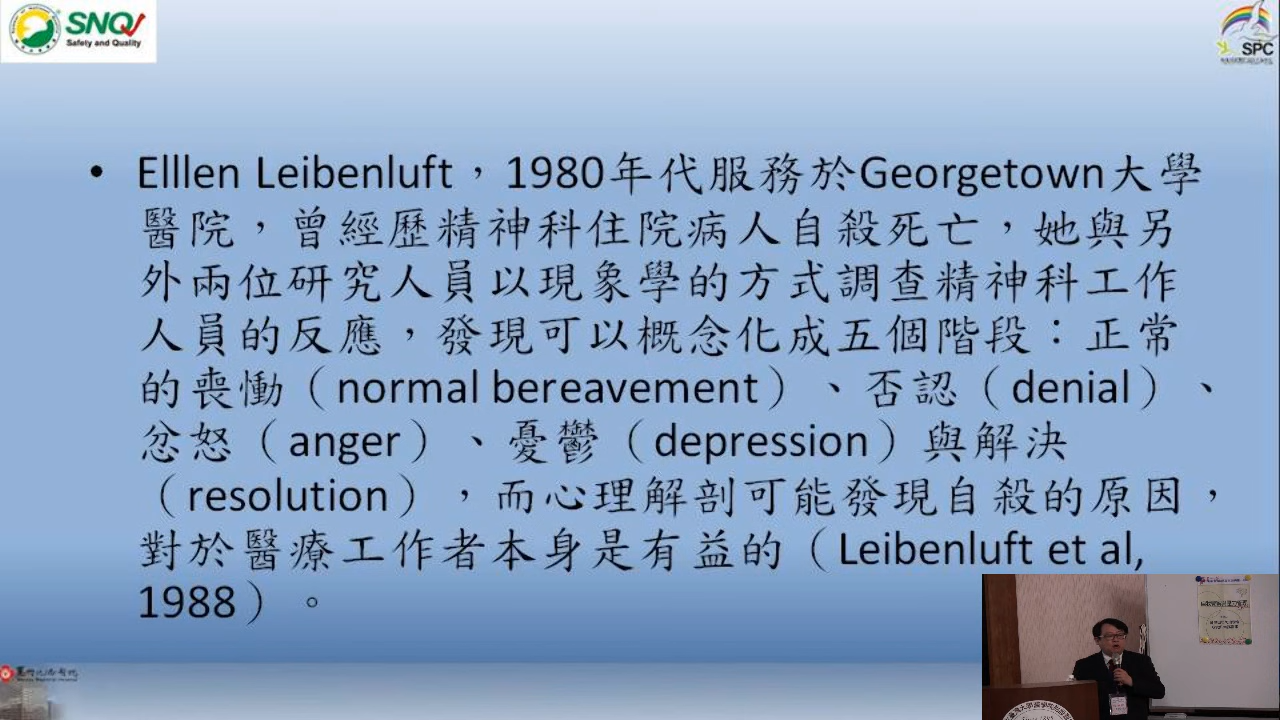 SNQ
Safety and Quality
SPC
• Elllen Leibenluft，1980年代服務於Georgetown大學
醫院，曾經歷精神科住院病人自殺死亡，她與另
外兩位研究人員以現象學的方式調查精神科工作
人員的反應，發現可以概念化成五個階段：正常
的喪慟（normal bereavement）、否認（denial）、
忿怒（anger）、憂鬱（depression）與解決
（resolution），而心理解剖可能發現自殺的原因，
對於醫療工作者本身是有益的（Leibenluft et al,
1988）。